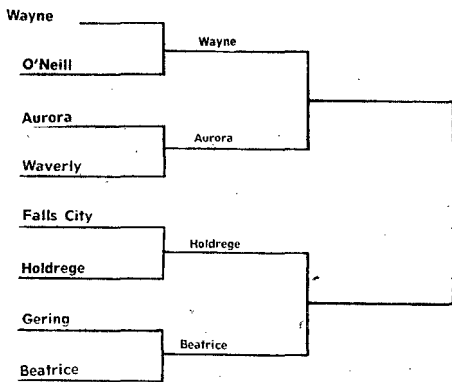 Wayne
O'Neill
Wayne
Aurora
Waverly
Aurora
Falls City
Holdrege
Holdrege
Gering
Beatrice
Beatrice